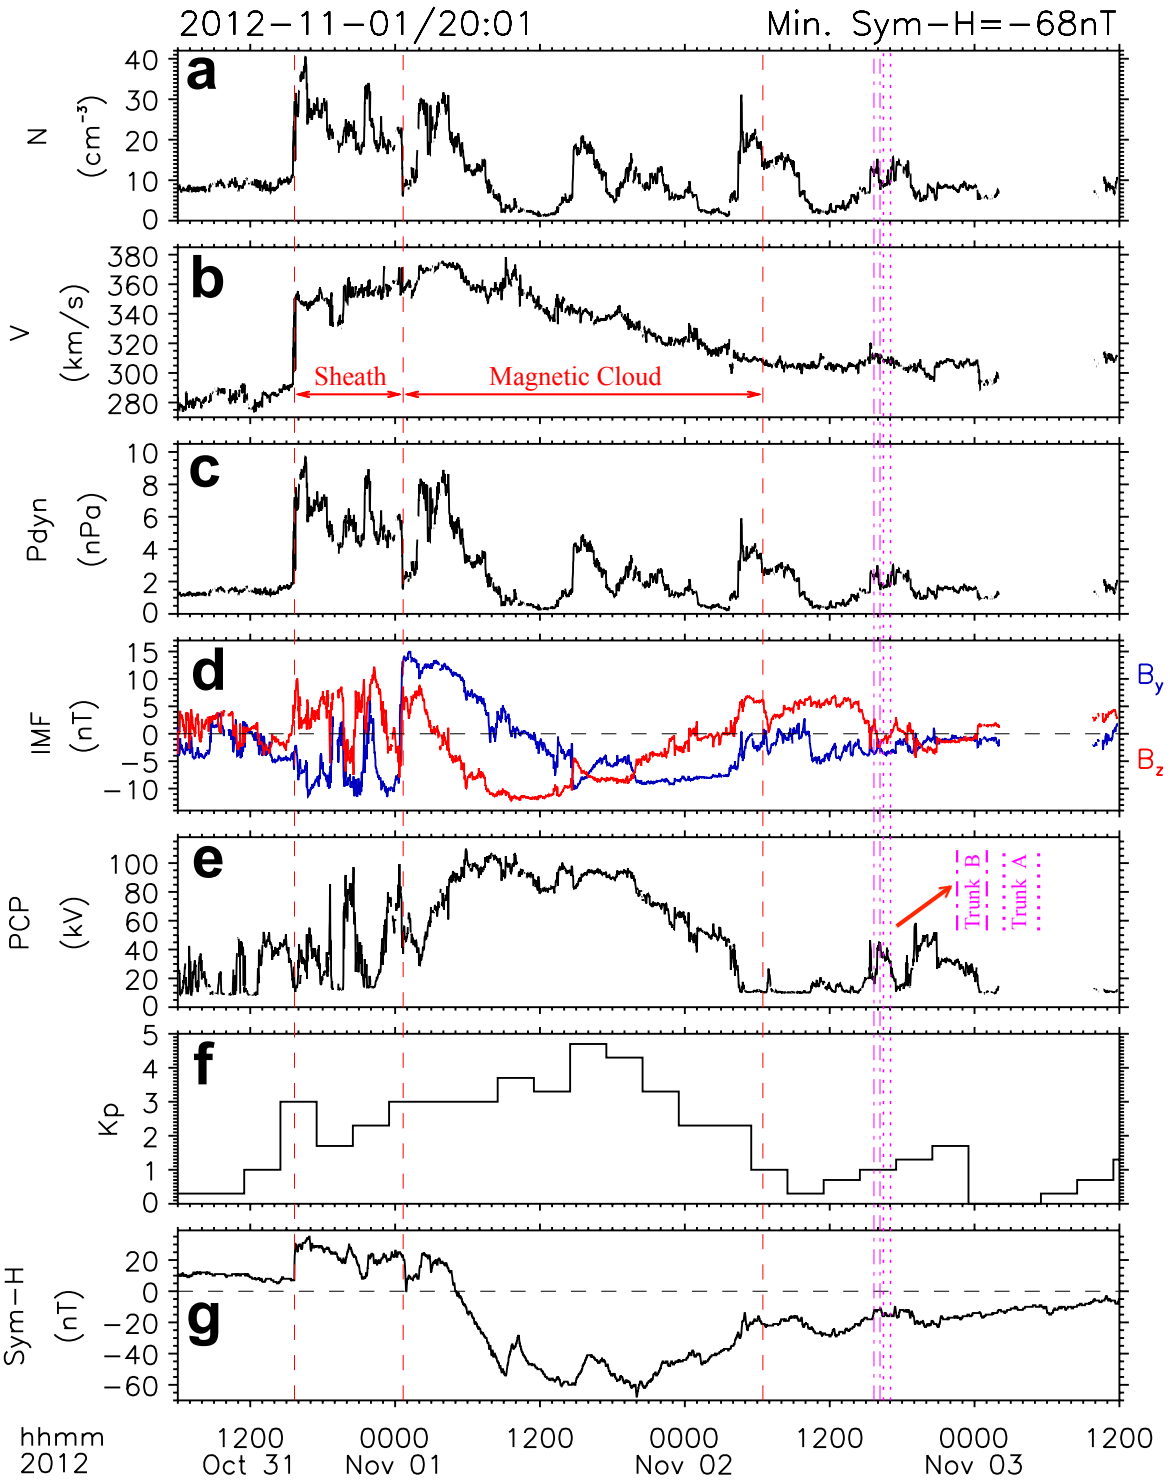 2012-11-01/20:01 Min. Sym-H=-68nT
a
N
(cm⁻³)
40
30
20
10
0
b
V
(km/s)
380
360
340
320
300
280
Sheath
Magnetic Cloud
c
Pdyn
(nPa)
10
8
6
4
2
0
d
IMF
(nT)
15
10
5
0
-5
-10
By
Bz
e
PCP
(kV)
100
80
60
40
20
0
Trunk B
Trunk A
f
Kp
5
4
3
2
1
0
g
Sym-H
(nT)
20
0
-20
-40
-60
hhmm 1200 0000 1200 0000 1200 0000 1200
2012 Oct 31 Nov 01 Nov 02 Nov 03